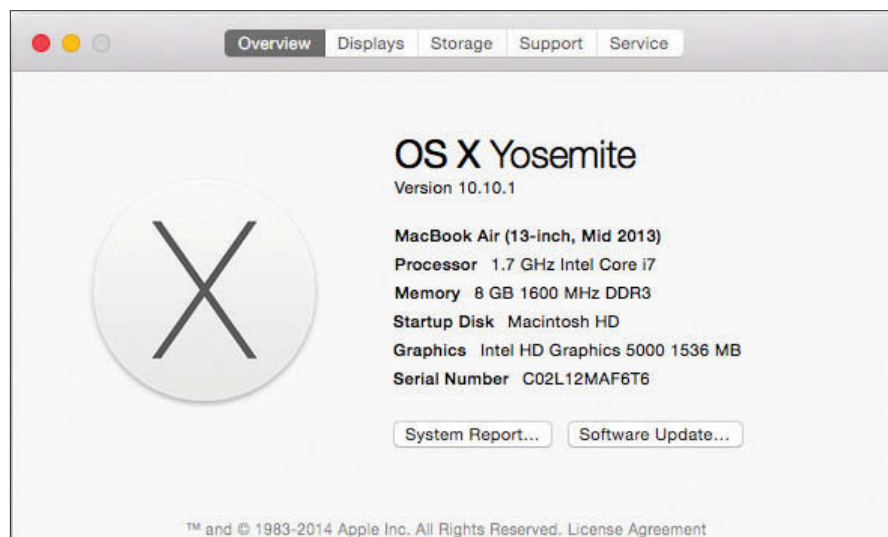 Overview Displays Storage Support Service
OS X Yosemite
Version 10.10.1
MacBook Air (13-inch, Mid 2013)
Processor 1.7 GHz Intel Core i7
Memory 8 GB 1600 MHz DDR3
Startup Disk Macintosh HD
Graphics Intel HD Graphics 5000 1536 MB
Serial Number C02L12MAF6T6
System Report... Software Update...
™ and © 1983-2014 Apple Inc. All Rights Reserved. License Agreement